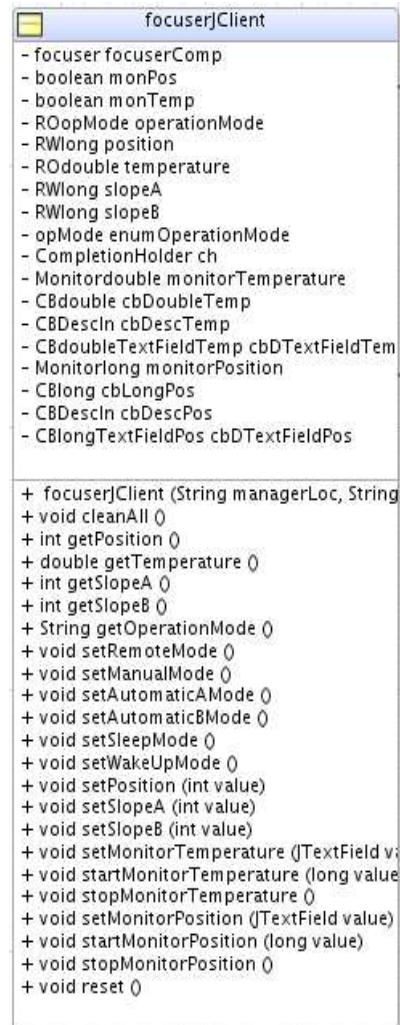 focuserJClient
- focuser focuserComp
- boolean monPos
- boolean monTemp
- ROopMode operationMode
- RWlong position
- ROdouble temperature
- RWlong slopeA
- RWlong slopeB
- opMode enumOperationMode
- CompletionHolder ch
- Monitordouble monitorTemperature
- CBdouble cbDoubleTemp
- CBDescIn cbDescTemp
- CBdoubleTextFieldTemp cbDTextFieldTem
- Monitorlong monitorPosition
- CBlong cbLongPos
- CBDescIn cbDescPos
- CBlongTextFieldPos cbDTextFieldPos
+ focuserJClient (String managerLoc, String
+ void cleanAll ()
+ int getPosition ()
+ double getTemperature ()
+ int getSlopeA ()
+ int getSlopeB ()
+ String getOperationMode ()
+ void setRemoteMode ()
+ void setManualMode ()
+ void setAutomaticAMode ()
+ void setAutomaticBMode ()
+ void setSleepMode ()
+ void setWakeUpMode ()
+ void setPosition (int value)
+ void setSlopeA (int value)
+ void setSlopeB (int value)
+ void setMonitorTemperature (JTextField va
+ void startMonitorTemperature (long value
+ void stopMonitorTemperature ()
+ void setMonitorPosition (JTextField value)
+ void startMonitorPosition (long value)
+ void stopMonitorPosition ()
+ void reset ()